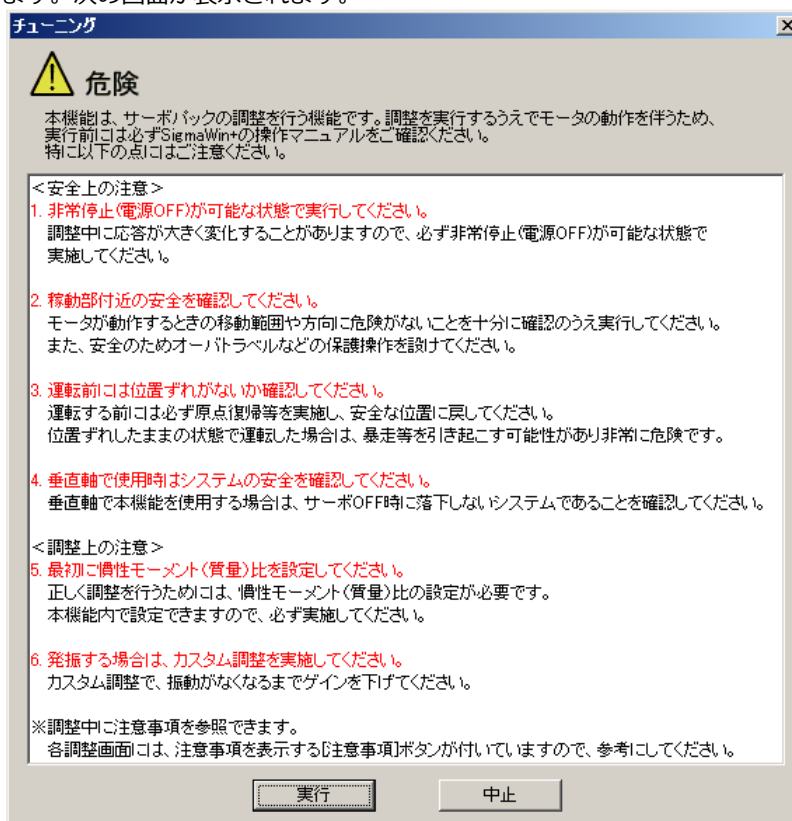 ます。次の画面が表示されます。
チューニング
危険
本機能は、サーボパックの調整を行う機能です。調整を実行するうえでモータの動作を伴うため、
実行前には必ずSigmaWin+の操作マニュアルをご確認ください。
特に以下の点にはご注意ください。
＜安全上の注意＞
1. 非常停止(電源OFF)が可能な状態で実行してください。
調整中に応答が大きく変化することがありますので、必ず非常停止(電源OFF)が可能な状態で
実施してください。
2. 稼動部付近の安全を確認してください。
モータが動作するときの移動範囲や方向に危険がないことを十分に確認のうえ実行してください。
また、安全のためオーバトラベルなどの保護操作を設けてください。
3. 運転前には位置ずれがないか確認してください。
運転する前には必ず原点復帰等を実施し、安全な位置に戻してください。
位置ずれしたままの状態で運転した場合は、暴走等を引き起こす可能性があり非常に危険です。
4. 垂直軸で使用時はシステムの安全を確認してください。
垂直軸で本機能を使用する場合は、サーボOFF時に落下しないシステムであることを確認してください。
＜調整上の注意＞
5. 最初に慣性モーメント(質量)比を設定してください。
正しく調整を行うためには、慣性モーメント(質量)比の設定が必要です。
本機能内で設定できますので、必ず実施してください。
6. 発振する場合は、カスタム調整を実施してください。
カスタム調整で、振動がなくなるまでゲインを下げてください。
※調整中に注意事項を参照できます。
各調整画面には、注意事項を表示する[注意事項]ボタンが付いていますので、参考にしてください。
実行 中止